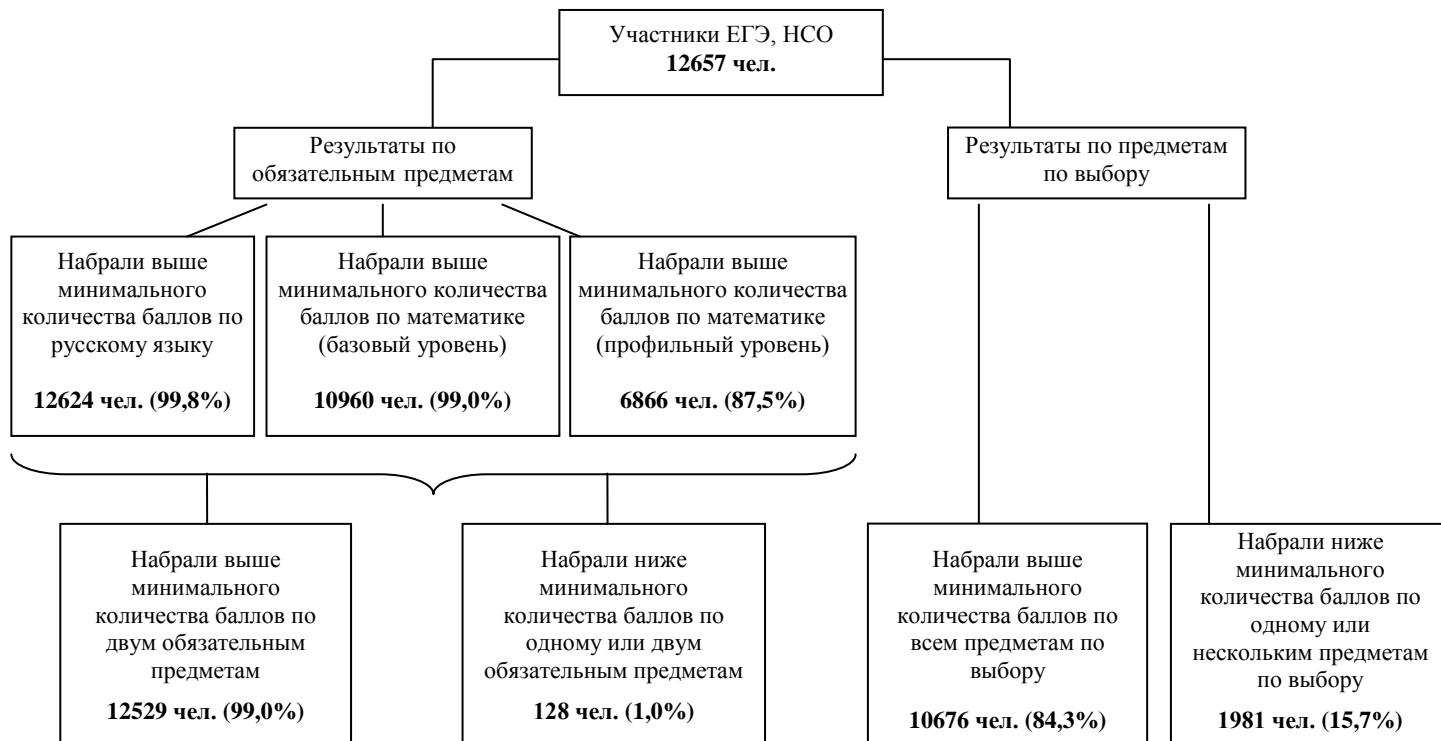 Участники ЕГЭ, НСО
12657 чел.
Результаты по
обязательным предметам
Результаты по предметам
по выбору
Набрали выше
минимального
количества баллов по
русскому языку
12624 чел. (99,8%)
Набрали выше
минимального количества
баллов по математике
(базовый уровень)
10960 чел. (99,0%)
Набрали выше
минимального количества
баллов по математике
(профильный уровень)
6866 чел. (87,5%)
Набрали выше
минимального
количества баллов по
двум обязательным
предметам
12529 чел. (99,0%)
Набрали ниже
минимального
количества баллов по
одному или двум
обязательным предметам
128 чел. (1,0%)
Набрали выше
минимального
количества баллов по
всем предметам по
выбору
10676 чел. (84,3%)
Набрали ниже
минимального
количества баллов по
одному или
нескольким предметам
по выбору
1981 чел. (15,7%)